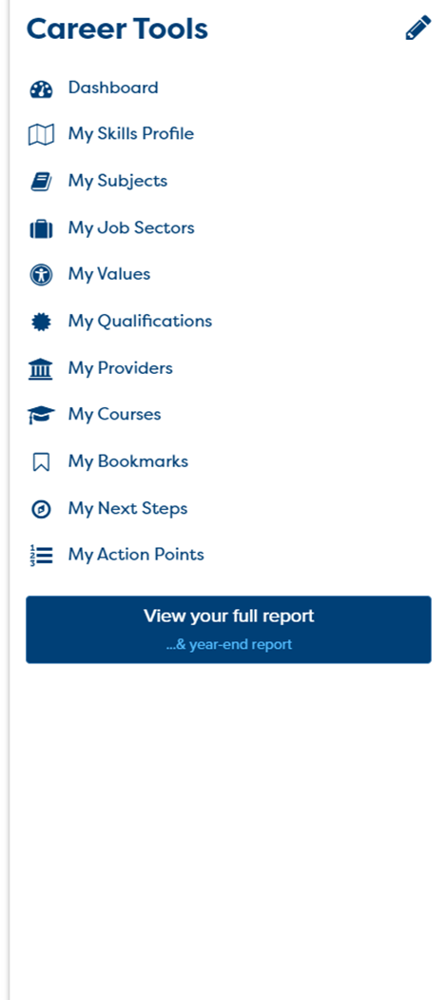 Career Tools
Dashboard
My Skills Profile
My Subjects
My Job Sectors
My Values
My Qualifications
My Providers
My Courses
My Bookmarks
My Next Steps
My Action Points
View your full report
...& year-end report